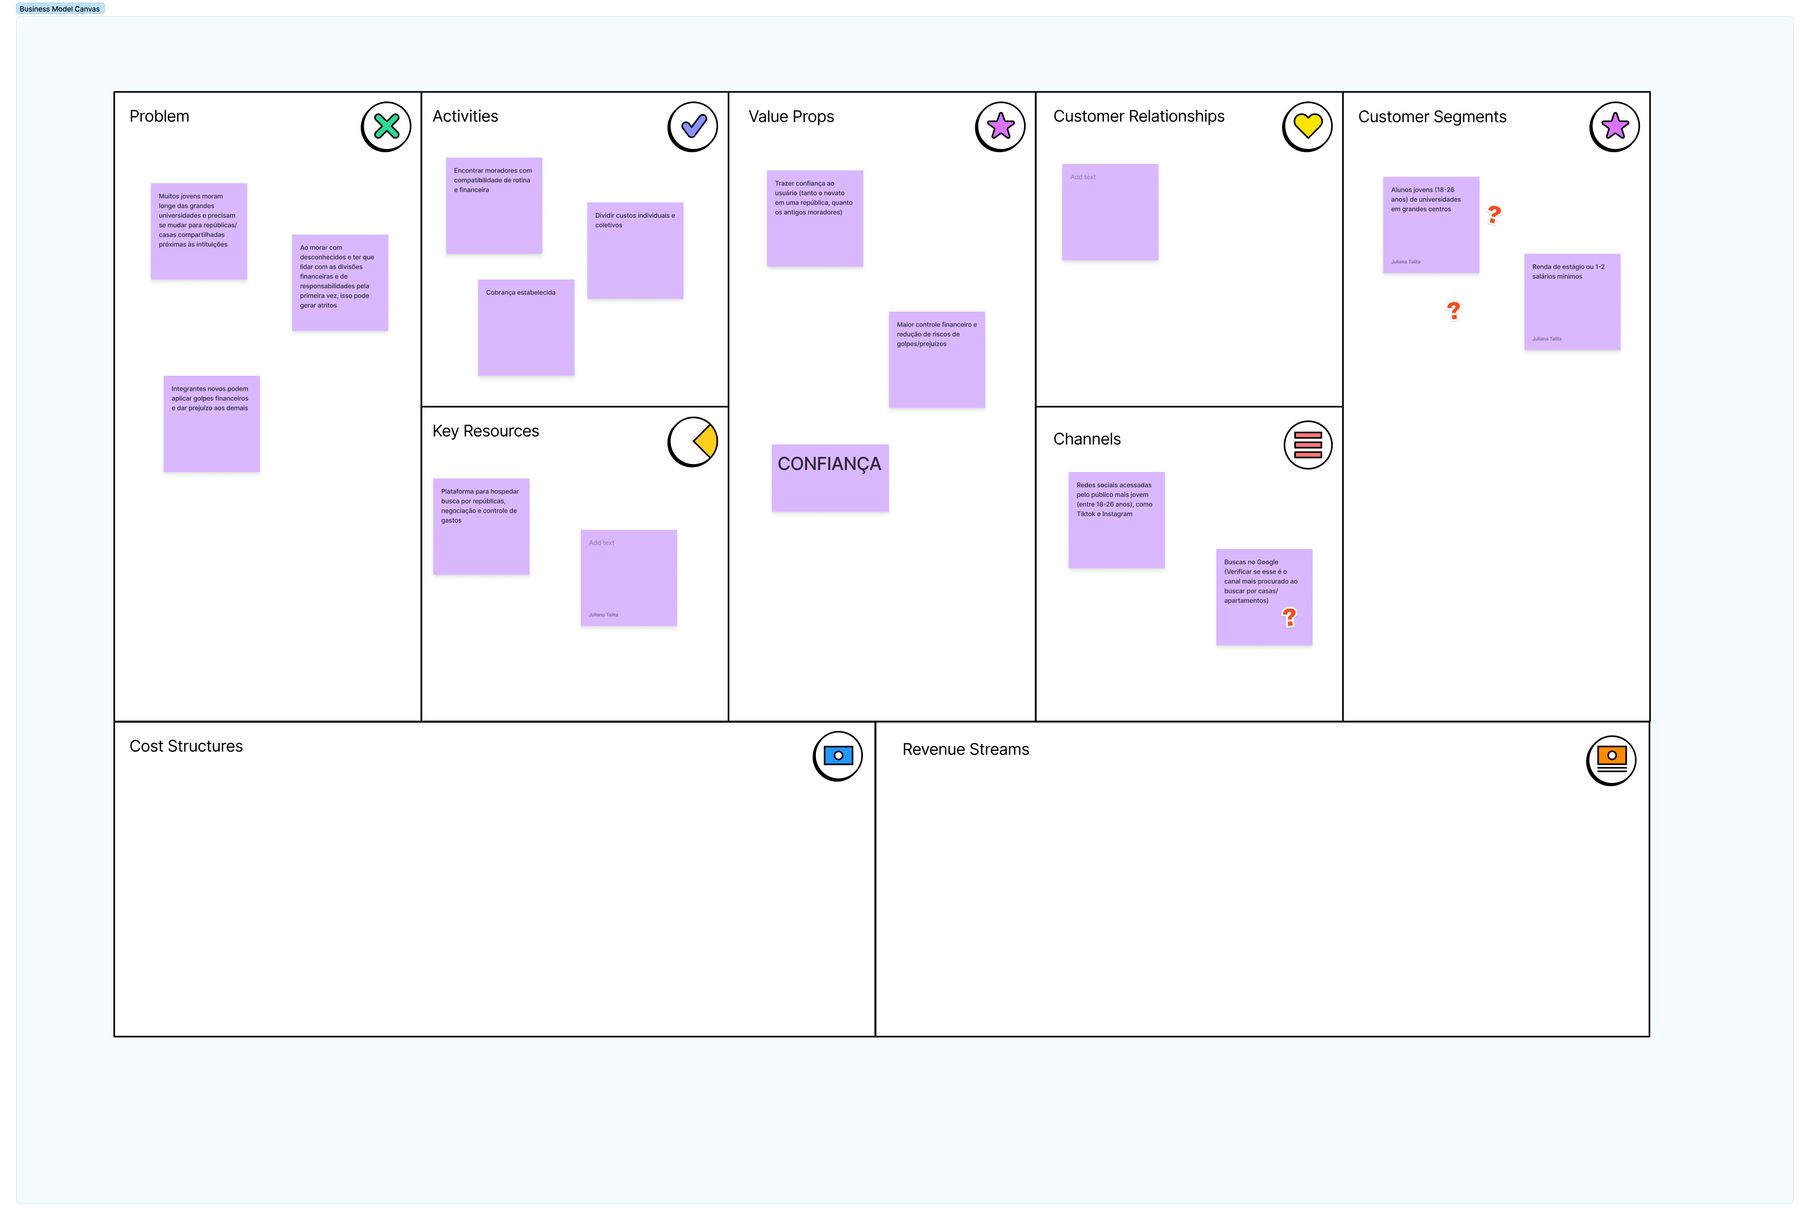 Business Model Canvas
Problem
Muitos jovens moram
longe das grandes
universidades e precisam
se mudar para repúblicas/
casas compartilhadas
próximas às intituições
Ao morar com
desconhecidos e ter que
lidar com as divisões
financeiras e de
responsabilidades pela
primeira vez, isso pode
gerar atritos
Integrantes novos podem
aplicar golpes financeiros
e dar prejuízo aos demais
Activities
Encontrar moradores com
compatibilidade de rotina
e financeira
Dividir custos individuais e
coletivos
Cobrança estabelecida
Key Resources
Plataforma para hospedar
busca por repúblicas,
negociação e controle de
gastos
Add text
Juliana Talita
Value Props
Trazer confiança ao
usuário (tanto o novato
em uma república, quanto
os antigos moradores)
Maior controle financeiro e
redução de riscos de
golpes/prejuízos
CONFIANÇA
Customer Relationships
Add text
Channels
Redes sociais acessadas
pelo público mais jovem
(entre 18-26 anos), como
Tiktok e Instagram
Buscas no Google
(Verificar se esse é o
canal mais procurado ao
buscar por casas/
apartamentos)
?
Customer Segments
Alunos jovens (18-26
anos) de universidades
em grandes centros
Juliana Talita
?
Renda de estágio ou 1-2
salários mínimos
Juliana Talita
?
Cost Structures
Revenue Streams